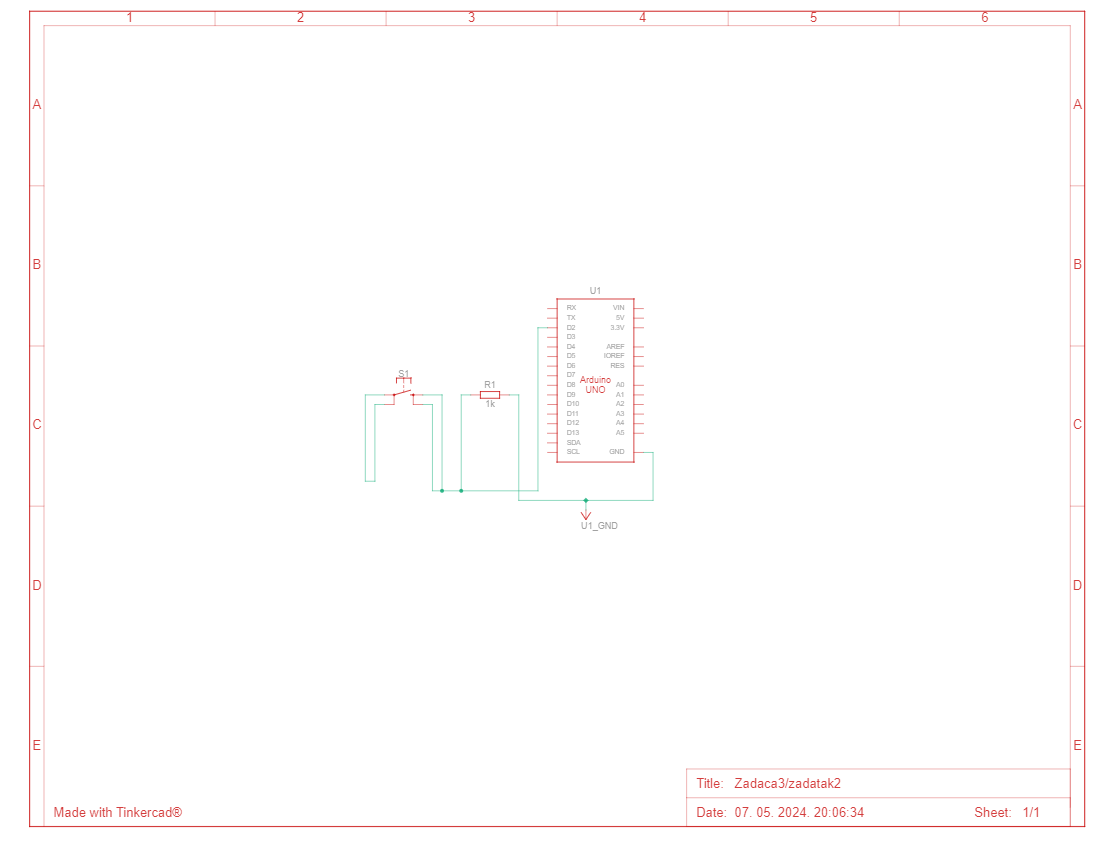 1 2 3 4 5 6
A A
B B
C C
D D
E E
U1
RX VIN
TX 5V
D2 3.3V
D3
D4 AREF
D5 IOREF
D6 RES
D7
Arduino
UNO
D8 A0
D9 A1
D10 A2
D11 A3
D12 A4
D13 A5
SDA
SCL GND
S1
R1
1k
U1_GND
Title: Zadaca3/zadatak2
Made with Tinkercad®
Date: 07. 05. 2024. 20:06:34 Sheet: 1/1